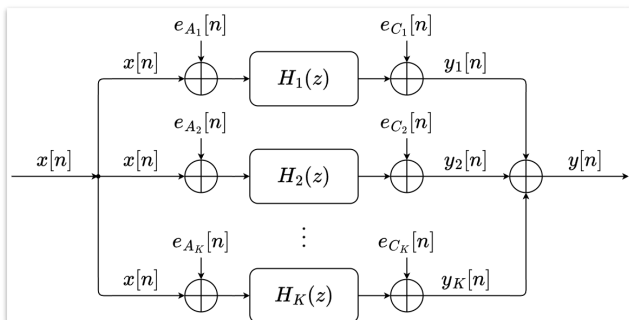 e_{A_1}[n] e_{C_1}[n]
x[n] H_1(z) y_1[n]
e_{A_2}[n] e_{C_2}[n]
x[n] x[n] H_2(z) y_2[n] y[n]
⋮
e_{A_K}[n] e_{C_K}[n]
x[n] H_K(z) y_K[n]